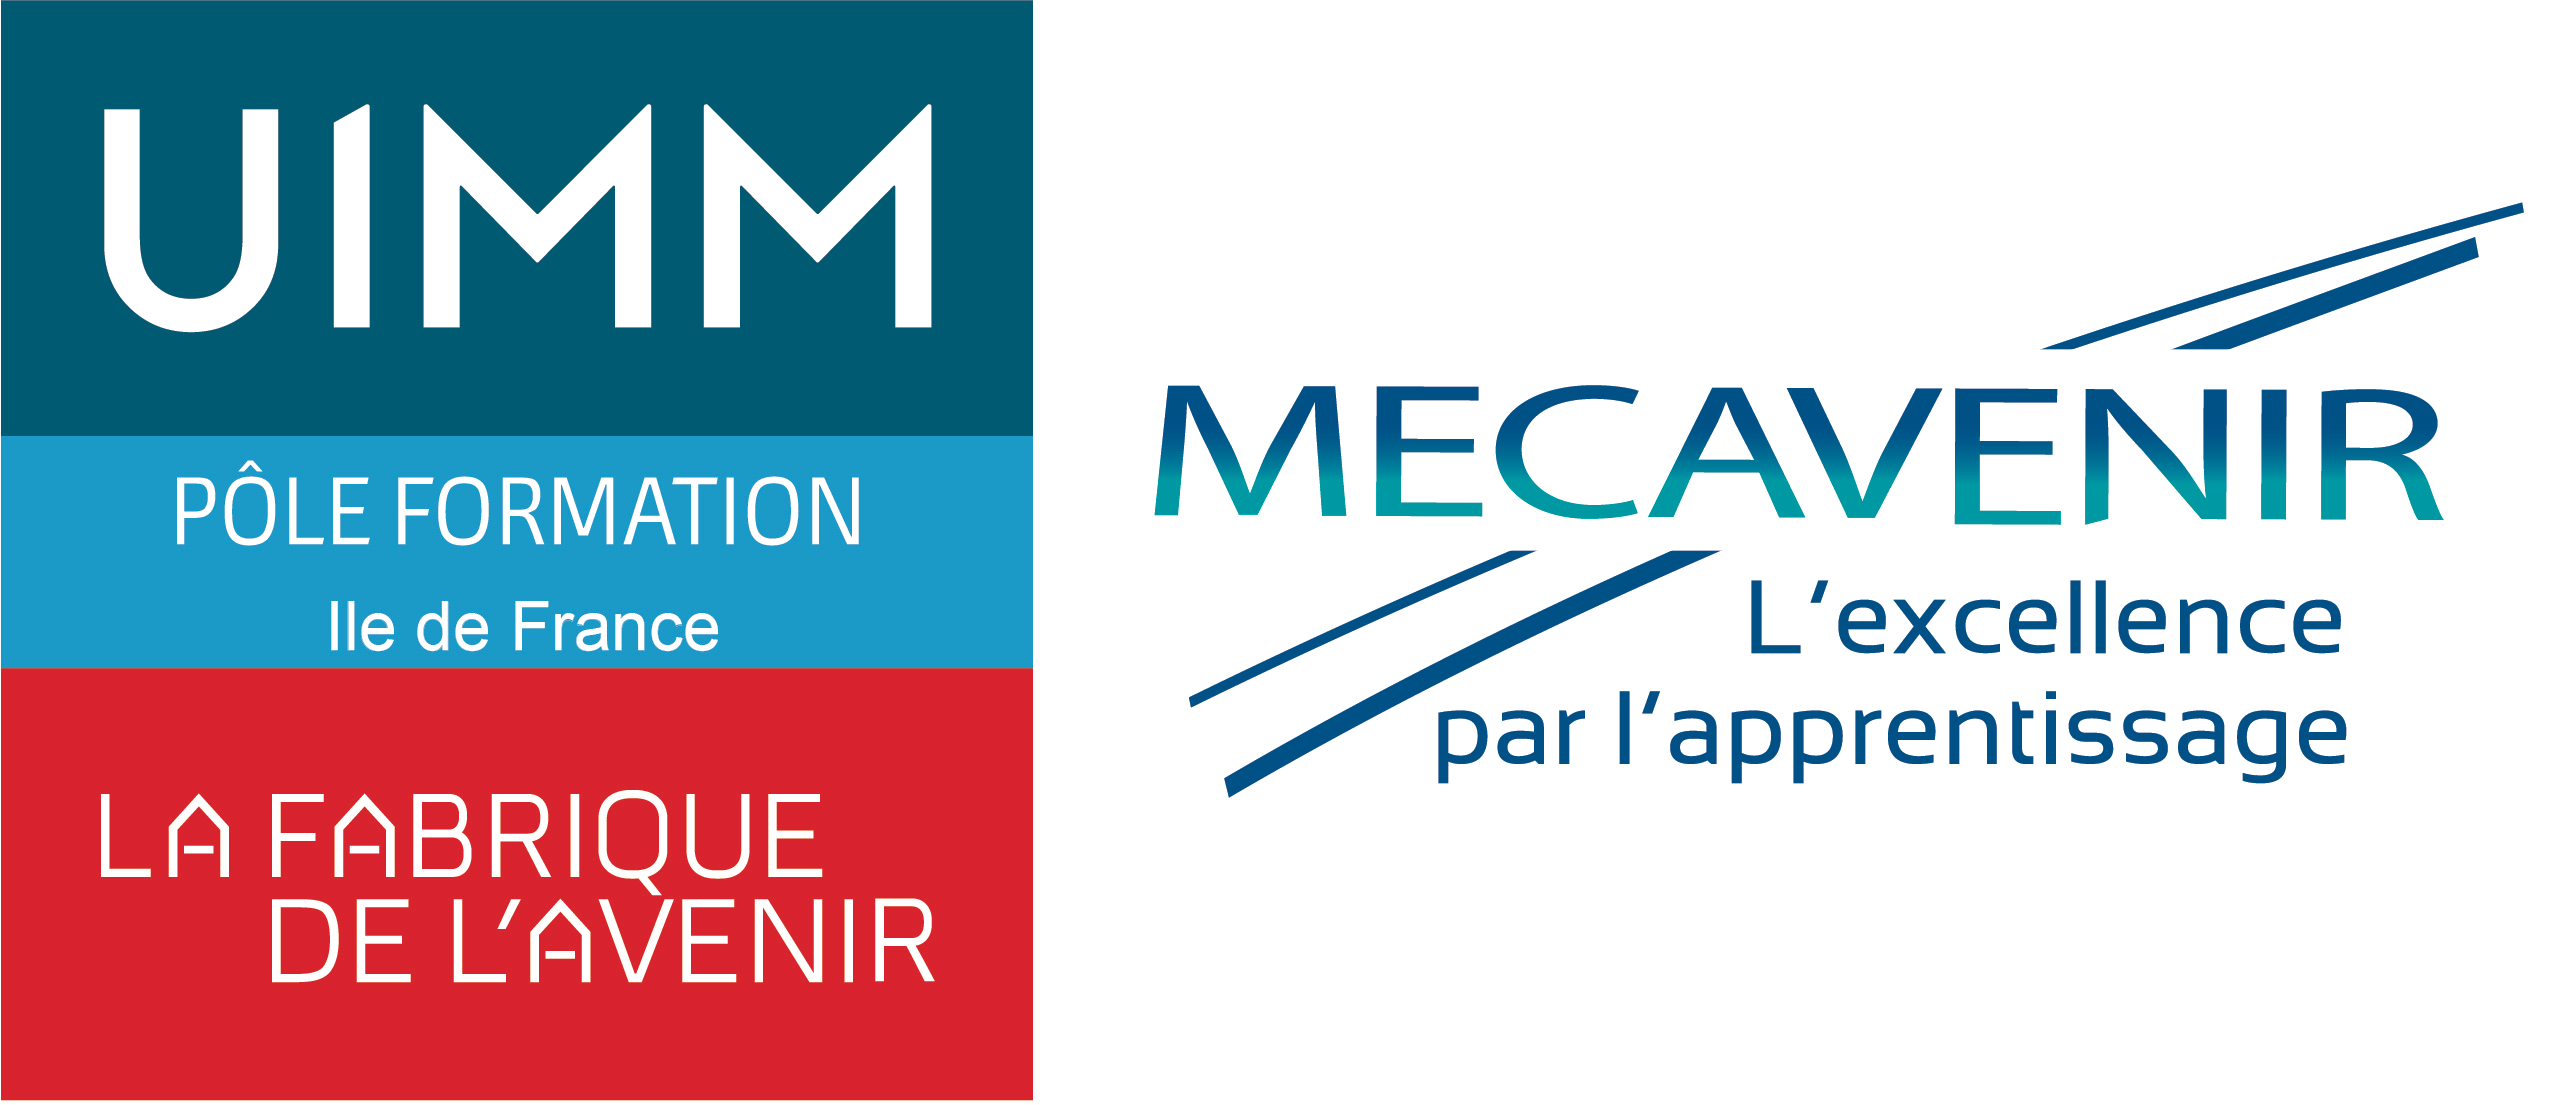 UIMM
PÔLE FORMATION
Ile de France
LA FABRIQUE
DE L'AVENIR
MECAVENIR
L'excellence
par l'apprentissage